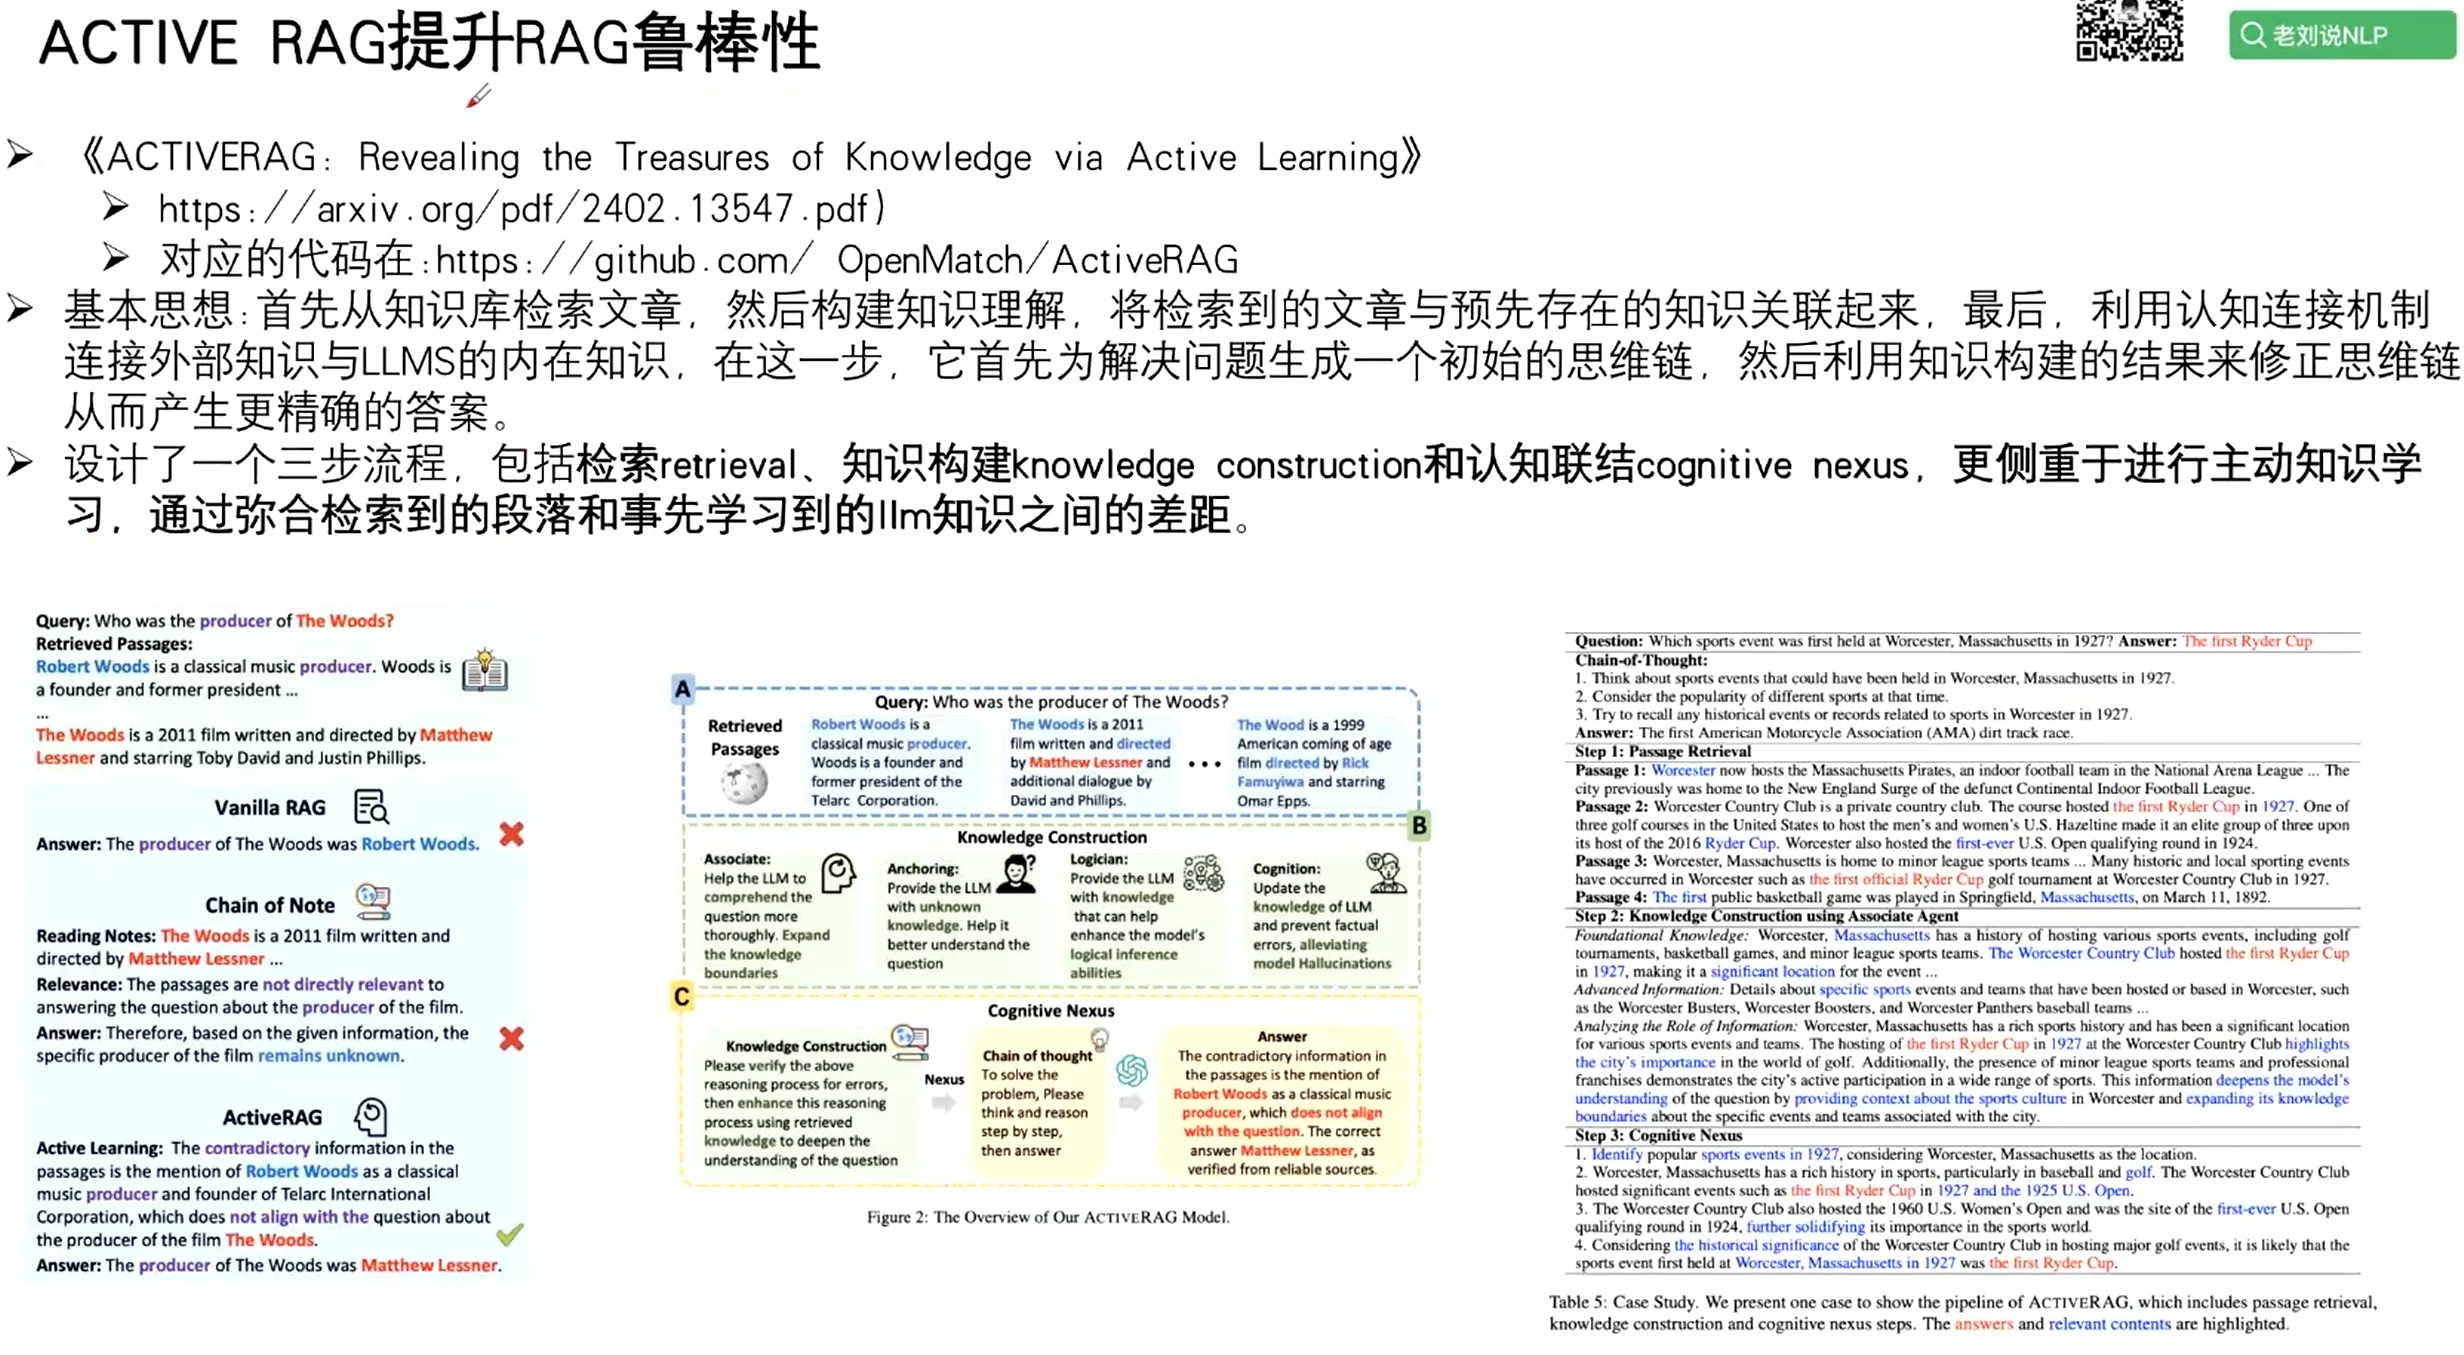 ACTIVE RAG提升RAG鲁棒性
老刘说NLP
《ACTIVERAG: Revealing the Treasures of Knowledge via Active Learning》
https://arxiv.org/pdf/2402.13547.pdf)
对应的代码在:https://github.com/ OpenMatch/ActiveRAG
基本思想:首先从知识库检索文章，然后构建知识理解，将检索到的文章与预先存在的知识关联起来，最后，利用认知连接机制
连接外部知识与LLMS的内在知识，在这一步，它首先为解决问题生成一个初始的思维链，然后利用知识构建的结果来修正思维链
从而产生更精确的答案。
设计了一个三步流程，包括检索retrieval、知识构建knowledge construction和认知联结cognitive nexus，更侧重于进行主动知识学
习，通过弥合检索到的段落和事先学习到的llm知识之间的差距。
Query: Who was the producer of The Woods?
Retrieved Passages:
Robert Woods is a classical music producer. Woods is
a founder and former president ...
...
The Woods is a 2011 film written and directed by Matthew
Lessner and starring Toby David and Justin Phillips.
Vanilla RAG
Answer: The producer of The Woods was Robert Woods.
Chain of Note
Reading Notes: The Woods is a 2011 film written and
directed by Matthew Lessner ...
Relevance: The passages are not directly relevant to
answering the question about the producer of the film.
Answer: Therefore, based on the given information, the
specific producer of the film remains unknown.
ActiveRAG
Active Learning: The contradictory information in the
passages is the mention of Robert Woods as a classical
music producer and founder of Telarc International
Corporation, which does not align with the question about
the producer of the film The Woods.
Answer: The producer of The Woods was Matthew Lessner.
A
Query: Who was the producer of The Woods?
Retrieved
Passages
Robert Woods is a
classical music producer.
Woods is a founder and
former president of the
Telarc Corporation.
The Woods is a 2011
film written and directed
by Matthew Lessner and
additional dialogue by
David and Phillips.
...
The Wood is a 1999
American coming of age
film directed by Rick
Famuyiwa and starring
Omar Epps.
B
Knowledge Construction
Associate:
Help the LLM to
comprehend the
question more
thoroughly. Expand
the knowledge
boundaries
Anchoring:
Provide the LLM
with unknown
knowledge. Help it
better understand the
question
Logician:
Provide the LLM
with knowledge
that can help
enhance the model's
logical inference
abilities
Cognition:
Update the
knowledge of LLM
and prevent factual
errors, alleviating
model Hallucinations
C
Cognitive Nexus
Knowledge Construction
Please verify the above
reasoning process for errors,
then enhance this reasoning
process using retrieved
knowledge to deepen the
understanding of the question
Nexus
Chain of thought
To solve the
problem, Please
think and reason
step by step,
then answer
Answer
The contradictory information in
the passages is the mention of
Robert Woods as a classical music
producer, which does not align
with the question. The correct
answer Matthew Lessner, as
verified from reliable sources.
Figure 2: The Overview of Our ACTIVERAG Model.
Question: Which sports event was first held at Worcester, Massachusetts in 1927? Answer: The first Ryder Cup
Chain-of-Thought:
1. Think about sports events that could have been held in Worcester, Massachusetts in 1927.
2. Consider the popularity of different sports at that time.
3. Try to recall any historical events or records related to sports in Worcester in 1927.
Answer: The first American Motorcycle Association (AMA) dirt track race.
Step 1: Passage Retrieval
Passage 1: Worcester now hosts the Massachusetts Pirates, an indoor football team in the National Arena League ... The
city previously was home to the New England Surge of the defunct Continental Indoor Football League.
Passage 2: Worcester Country Club is a private country club. The course hosted the first Ryder Cup in 1927. One of
three golf courses in the United States to host the men's and women's U.S. Hazeltine made it an elite group of three upon
its host of the 2016 Ryder Cup. Worcester also hosted the first-ever U.S. Open qualifying round in 1924.
Passage 3: Worcester, Massachusetts is home to minor league sports teams ... Many historic and local sporting events
have occurred in Worcester such as the first official Ryder Cup golf tournament at Worcester Country Club in 1927.
Passage 4: The first public basketball game was played in Springfield, Massachusetts, on March 11, 1892.
Step 2: Knowledge Construction using Associate Agent
Foundational Knowledge: Worcester, Massachusetts has a history of hosting various sports events, including golf
tournaments, basketball games, and minor league sports teams. The Worcester Country Club hosted the first Ryder Cup
in 1927, making it a significant location for the event ...
Advanced Information: Details about specific sports events and teams that have been hosted or based in Worcester, such
as the Worcester Busters, Worcester Boosters, and Worcester Panthers baseball teams ...
Analyzing the Role of Information: Worcester, Massachusetts has a rich sports history and has been a significant location
for various sports events and teams. The hosting of the first Ryder Cup in 1927 at the Worcester Country Club highlights
the city's importance in the world of golf. Additionally, the presence of minor league sports teams and professional
franchises demonstrates the city's active participation in a wide range of sports. This information deepens the model's
understanding of the question by providing context about the sports culture in Worcester and expanding its knowledge
boundaries about the specific events and teams associated with the city.
Step 3: Cognitive Nexus
1. Identify popular sports events in 1927, considering Worcester, Massachusetts as the location.
2. Worcester, Massachusetts has a rich history in sports, particularly in baseball and golf. The Worcester Country Club
hosted significant events such as the first Ryder Cup in 1927 and the 1925 U.S. Open.
3. The Worcester Country Club also hosted the 1960 U.S. Women's Open and was the site of the first-ever U.S. Open
qualifying round in 1924, further solidifying its importance in the sports world.
4. Considering the historical significance of the Worcester Country Club in hosting major golf events, it is likely that the
sports event first held at Worcester, Massachusetts in 1927 was the first Ryder Cup.
Table 5: Case Study. We present one case to show the pipeline of ACTIVERAG, which includes passage retrieval,
knowledge construction and cognitive nexus steps. The answers and relevant contents are highlighted.